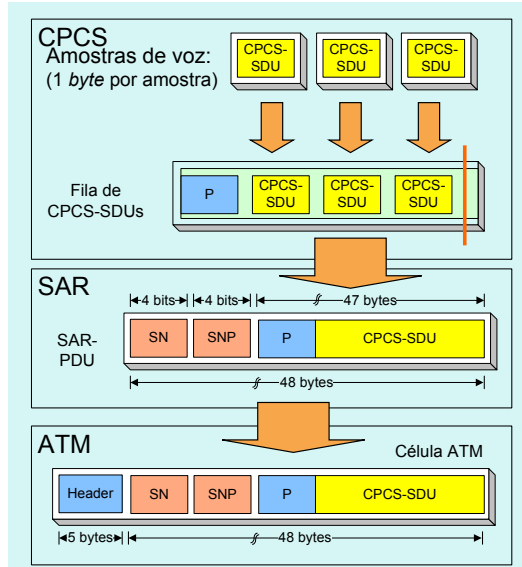 CPCS
Amostras de voz:
(1 byte por amostra)
CPCS-
SDU
CPCS-
SDU
CPCS-
SDU
Fila de
CPCS-SDUs
P
CPCS-
SDU
CPCS-
SDU
CPCS-
SDU
SAR
4 bits
4 bits
47 bytes
SAR-
PDU
SN
SNP
P
CPCS-SDU
48 bytes
ATM
Célula ATM
Header
SN
SNP
P
CPCS-SDU
5 bytes
48 bytes